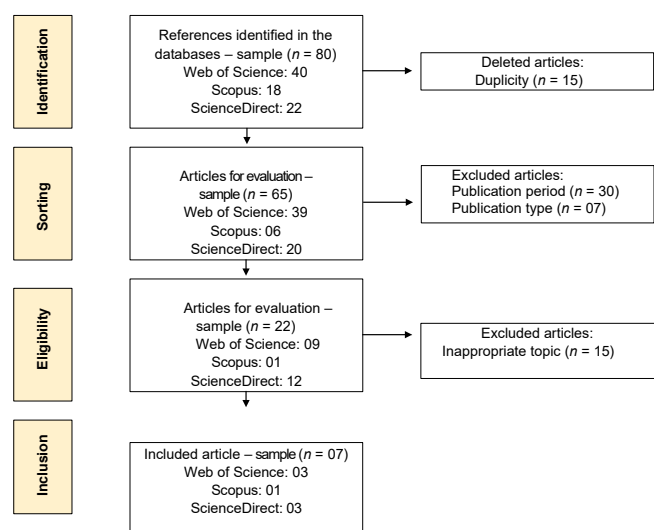 Identification
References identified in the
databases – sample (n = 80)
Web of Science: 40
Scopus: 18
ScienceDirect: 22
Deleted articles:
Duplicity (n = 15)
Sorting
Articles for evaluation –
sample (n = 65)
Web of Science: 39
Scopus: 06
ScienceDirect: 20
Excluded articles:
Publication period (n = 30)
Publication type (n = 07)
Eligibility
Articles for evaluation –
sample (n = 22)
Web of Science: 09
Scopus: 01
ScienceDirect: 12
Excluded articles:
Inappropriate topic (n = 15)
Inclusion
Included article – sample (n = 07)
Web of Science: 03
Scopus: 01
ScienceDirect: 03